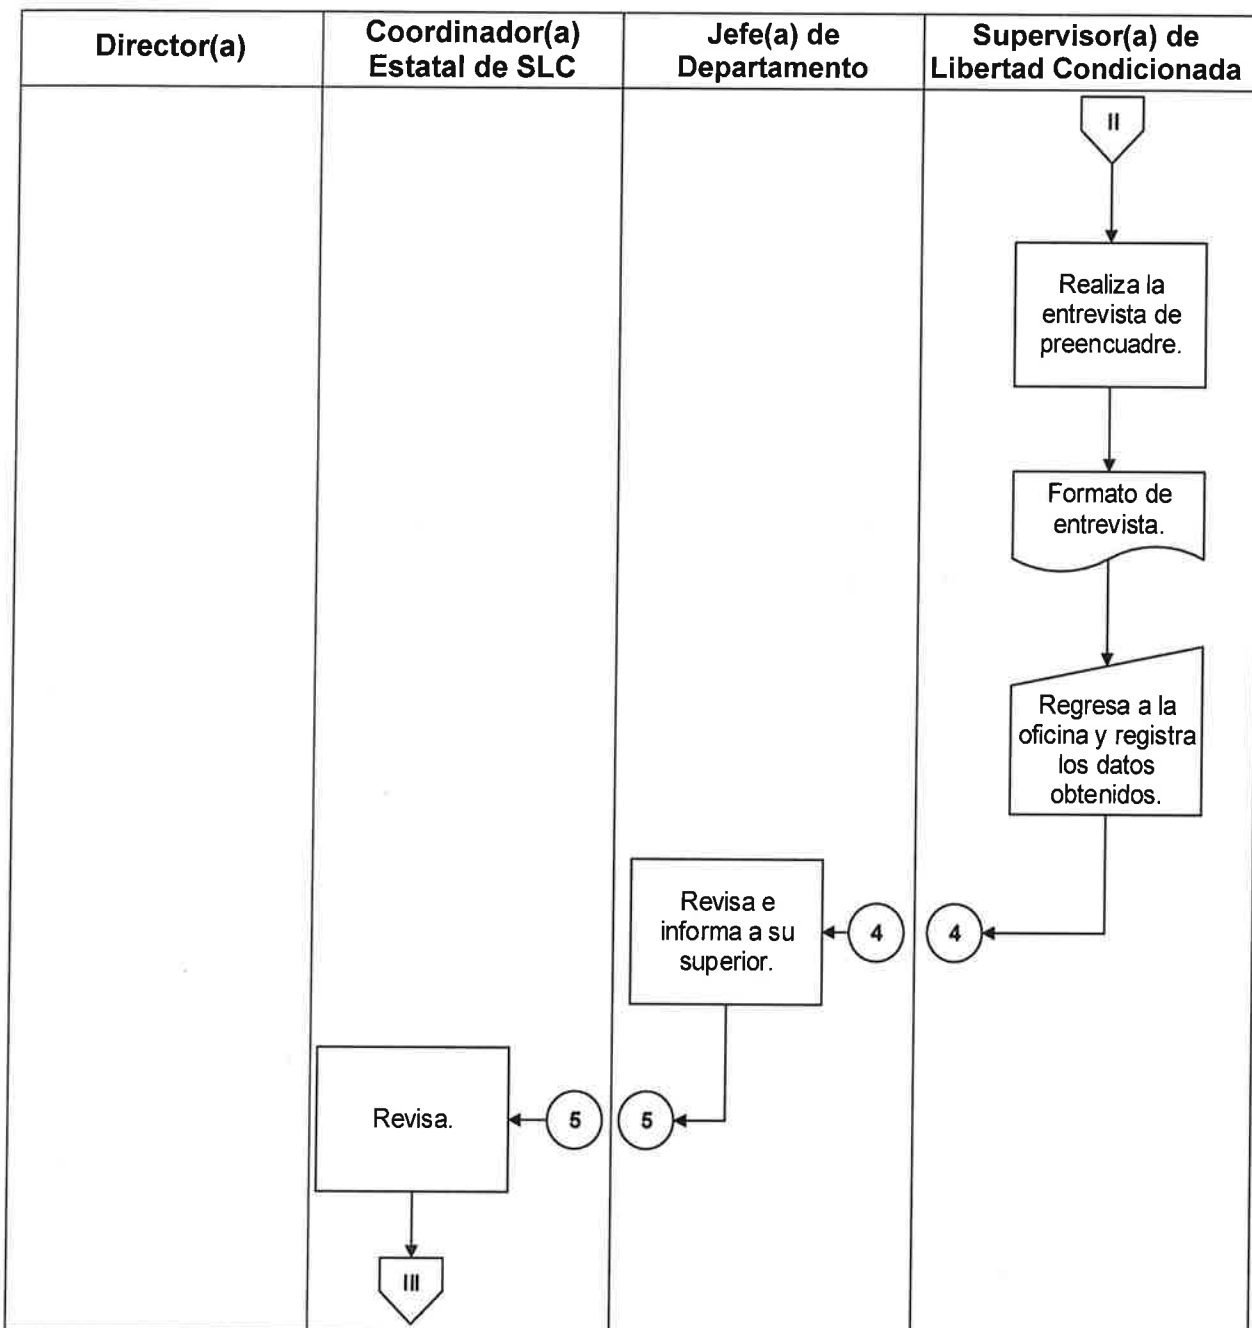 Director(a)
Coordinador(a)
Estatal de SLC
Jefe(a) de
Departamento
Supervisor(a) de
Libertad Condicionada
II
Realiza la
entrevista de
preencuadre.
Formato de
entrevista.
Regresa a la
oficina y registra
los datos
obtenidos.
4
4
Revisa e
informa a su
superior.
5
5
Revisa.
III